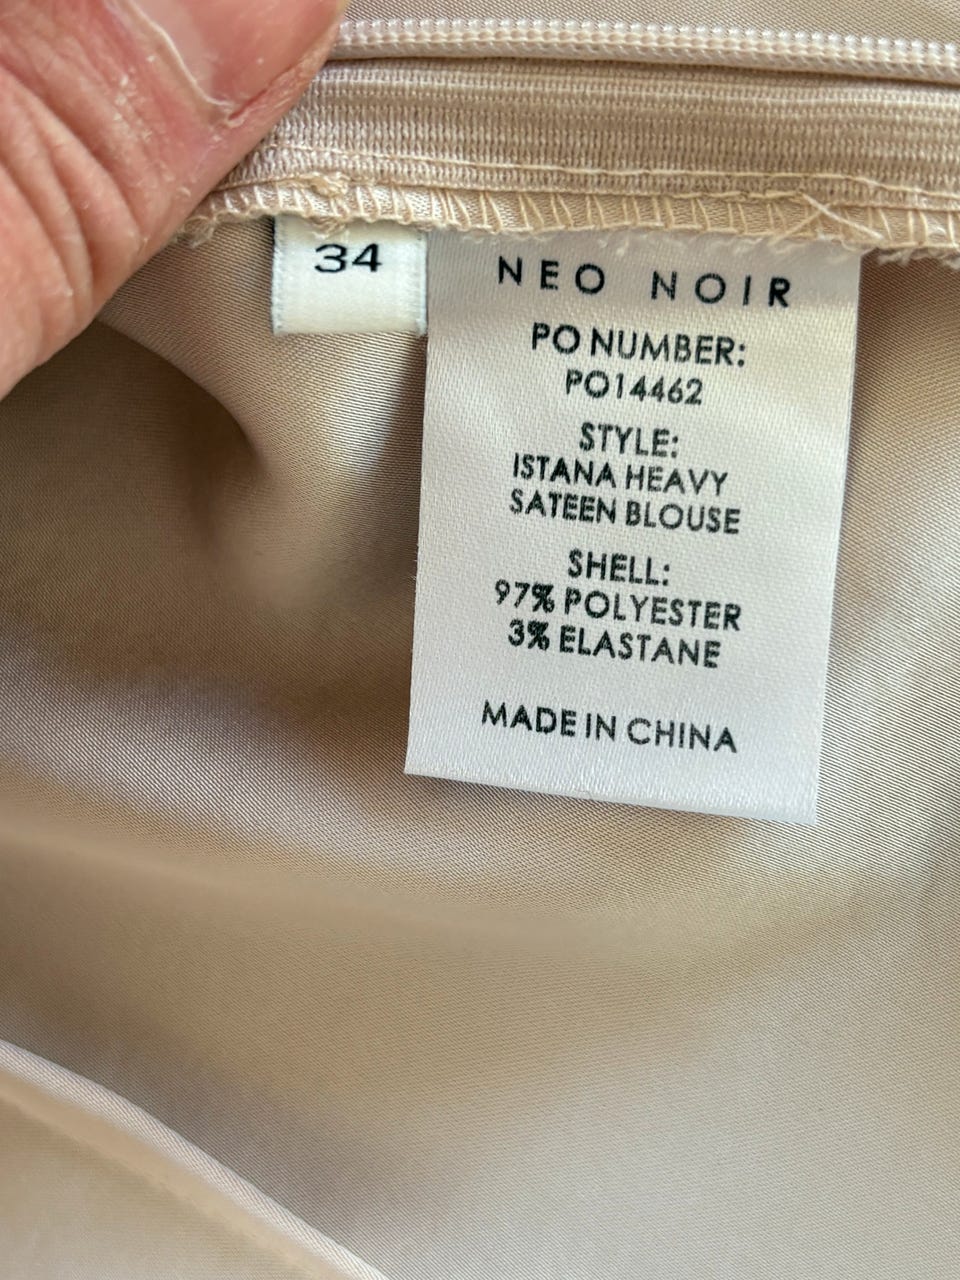 34
NEO NOIR
PO NUMBER:
PO14462
STYLE:
ISTANA HEAVY
SATEEN BLOUSE
SHELL:
97% POLYESTER
3% ELASTANE
MADE IN CHINA